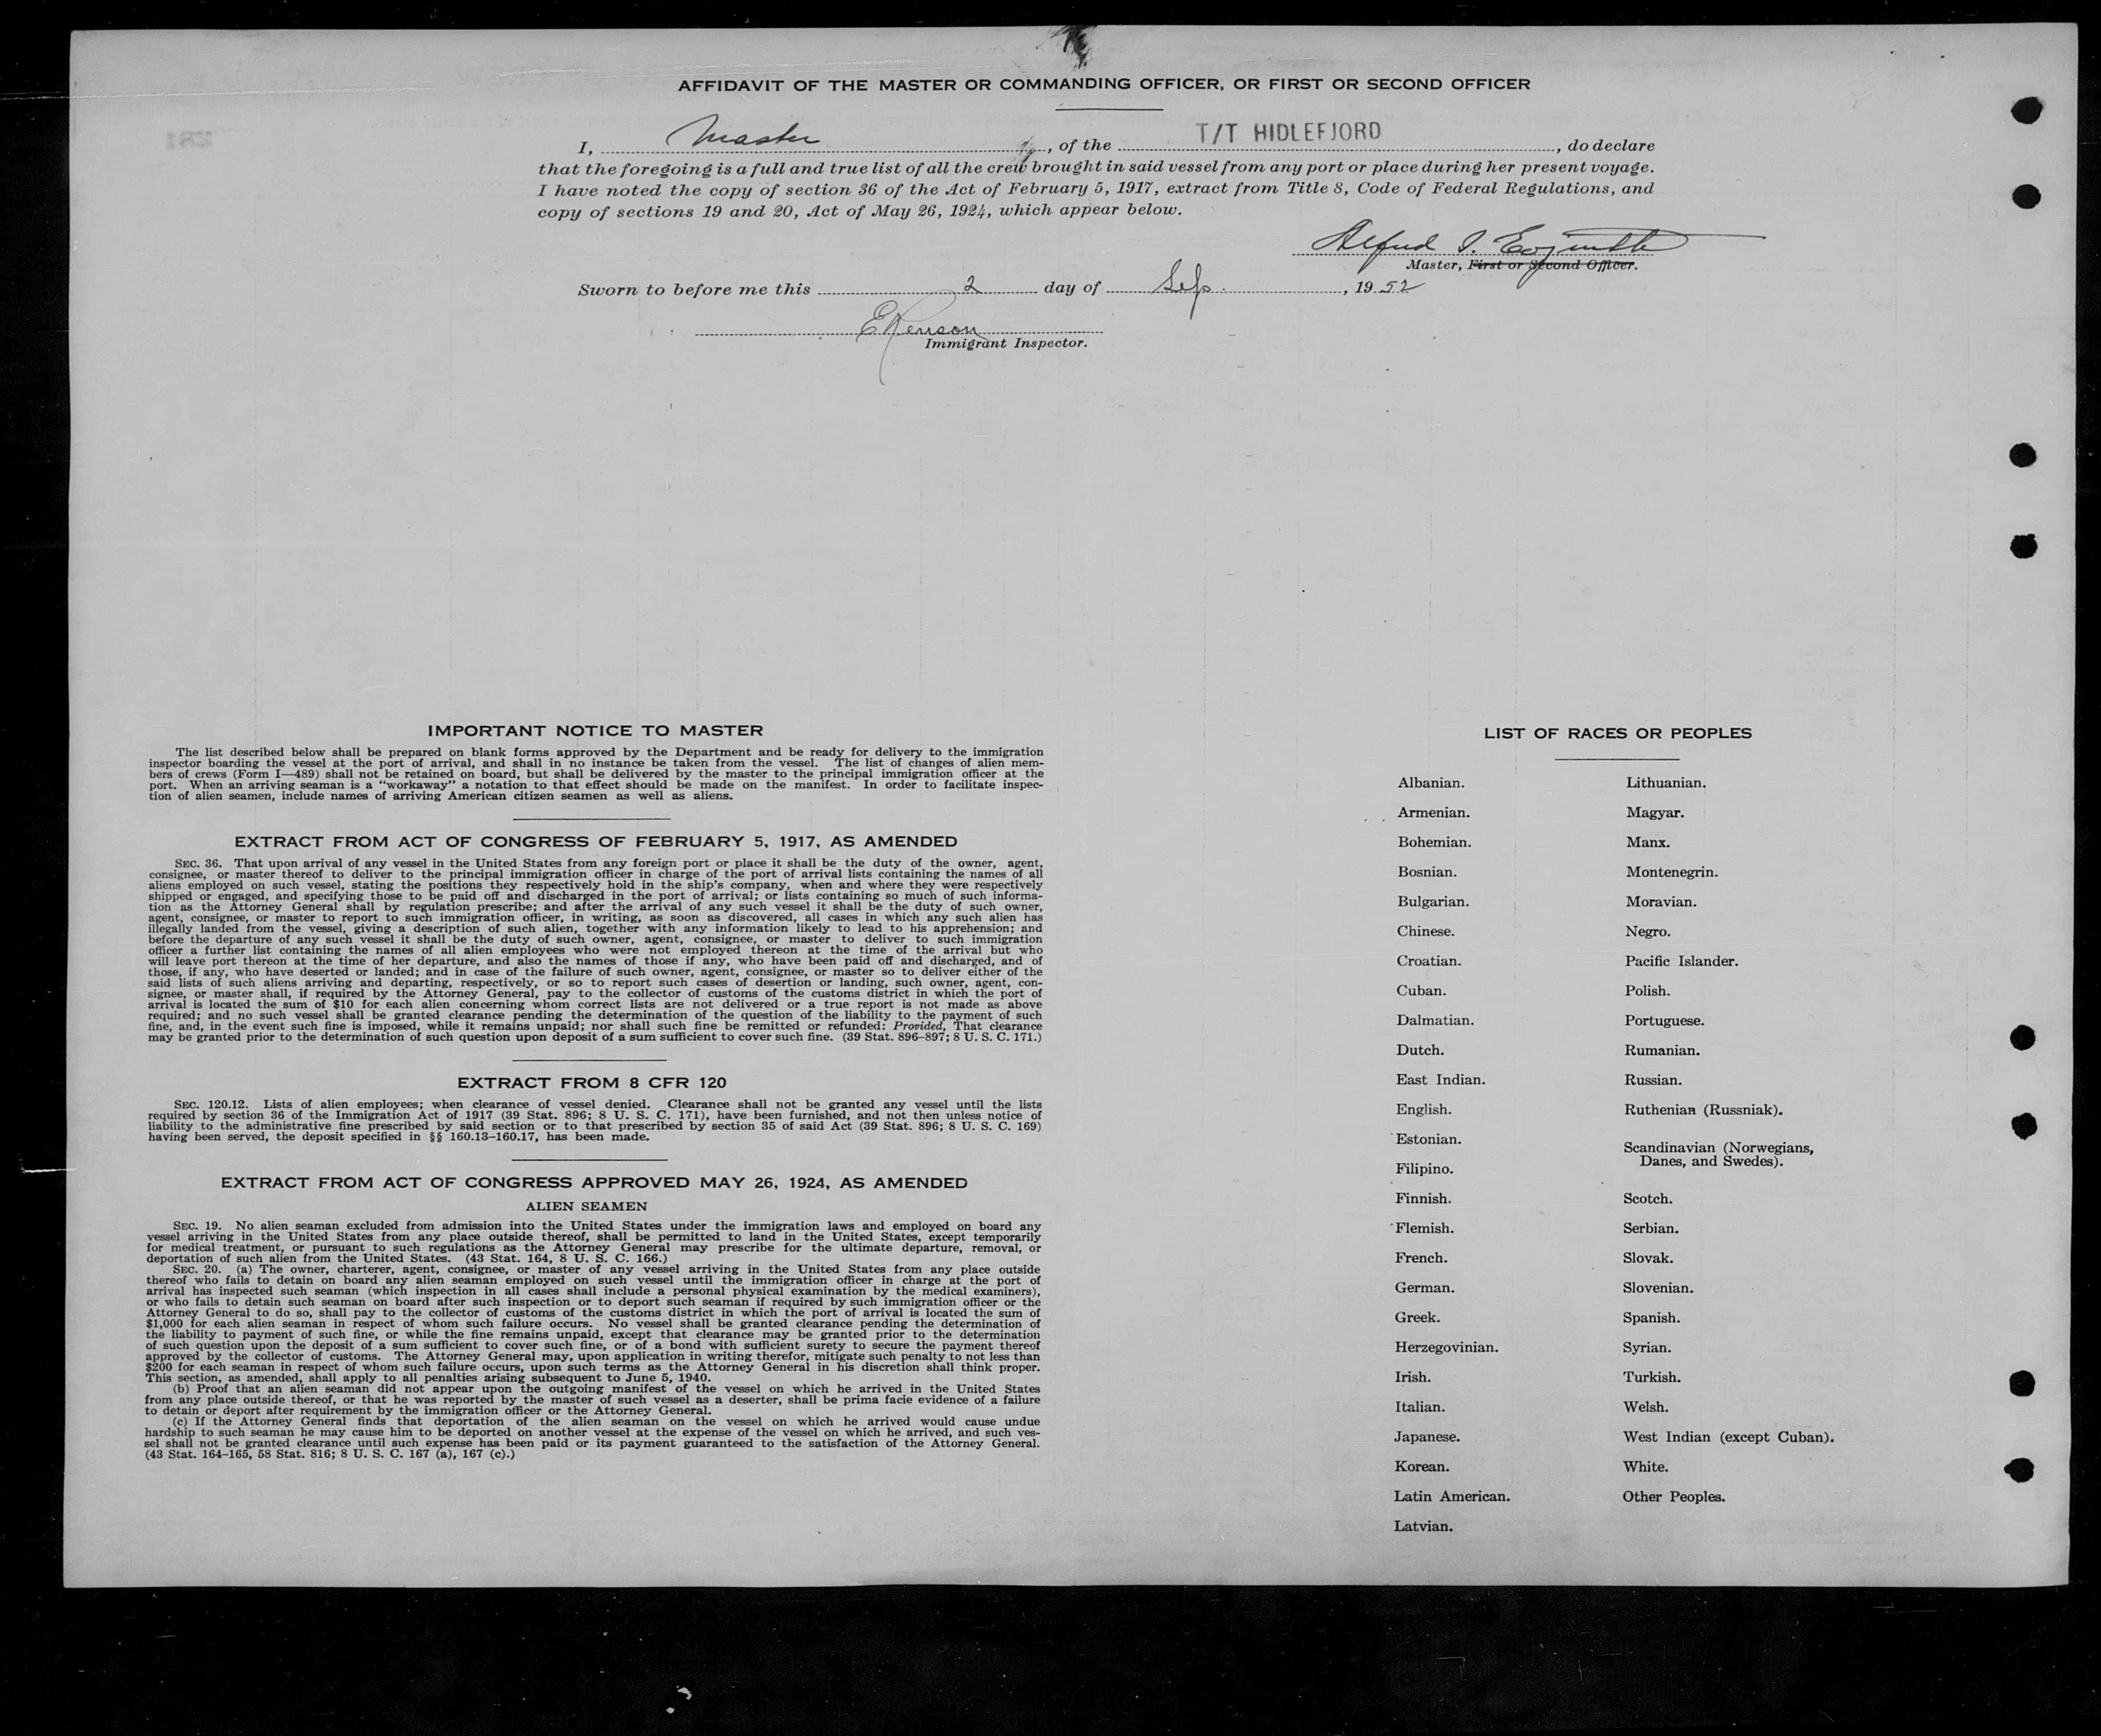 AFFIDAVIT OF THE MASTER OR COMMANDING OFFICER, OR FIRST OR SECOND OFFICER
I, Master, of the T/T HIDLEFJORD, do declare
that the foregoing is a full and true list of all the crew brought in said vessel from any port or place during her present voyage.
I have noted the copy of section 36 of the Act of February 5, 1917, extract from Title 8, Code of Federal Regulations, and
copy of sections 19 and 20, Act of May 26, 1924, which appear below.
Alfred
Master, First or Second Officer.
Sworn to before me this 2 day of Sep. , 1952
Immigrant Inspector.
IMPORTANT NOTICE TO MASTER
The list described below shall be prepared on blank forms approved by the Department and be ready for delivery to the immigration
inspector boarding the vessel at the port of arrival, and shall in no instance be taken from the vessel. The list of changes of alien mem-
bers of crews (Form I—489) shall not be retained on board, but shall be delivered by the master to the principal immigration officer at the
port. When an arriving seaman is a "workaway" a notation to that effect should be made on the manifest. In order to facilitate inspec-
tion of alien seamen, include names of arriving American citizen seamen as well as aliens.
EXTRACT FROM ACT OF CONGRESS OF FEBRUARY 5, 1917, AS AMENDED
SEC. 36. That upon arrival of any vessel in the United States from any foreign port or place it shall be the duty of the owner, agent,
consignee, or master thereof to deliver to the principal immigration officer in charge of the port of arrival lists containing the names of all
aliens employed on such vessel, stating the positions they respectively hold in the ship's company, when and where they were respectively
shipped or engaged, and specifying those to be paid off and discharged in the port of arrival; or lists containing so much of such informa-
tion as the Attorney General shall by regulation prescribe; and after the arrival of any such vessel it shall be the duty of such owner,
agent, consignee, or master to report to such immigration officer, in writing, as soon as discovered, all cases in which any such alien has
illegally landed from the vessel, giving a description of such alien, together with any information likely to lead to his apprehension; and
before the departure of any such vessel it shall be the duty of such owner, agent, consignee, or master to deliver to such immigration
officer a further list containing the names of all alien employees who were not employed thereon at the time of the arrival but who
will leave port thereon at the time of her departure, and also the names of those if any, who have been paid off and discharged, and of
those, if any, who have deserted or landed; and in case of the failure of such owner, agent, consignee, or master so to deliver either of the
said lists of such aliens arriving and departing, respectively, or so to report such cases of desertion or landing, such owner, agent, con-
signee, or master shall, if required by the Attorney General, pay to the collector of customs of the customs district in which the port of
arrival is located the sum of $10 for each alien concerning whom correct lists are not delivered or a true report is not made as above
required; and no such vessel shall be granted clearance pending the determination of the question of the liability to the payment of such
fine, and, in the event such fine is imposed, while it remains unpaid; nor shall such fine be remitted or refunded: Provided, That clearance
may be granted prior to the determination of such question upon deposit of a sum sufficient to cover such fine. (39 Stat. 896–897; 8 U. S. C. 171.)
EXTRACT FROM 8 CFR 120
SEC. 120.12. Lists of alien employees; when clearance of vessel denied. Clearance shall not be granted any vessel until the lists
required by section 36 of the Immigration Act of 1917 (39 Stat. 896; 8 U. S. C. 171), have been furnished, and not then unless notice of
liability to the administrative fine prescribed by said section or to that prescribed by section 35 of said Act (39 Stat. 896; 8 U. S. C. 169)
having been served, the deposit specified in §§ 160.13–160.17, has been made.
EXTRACT FROM ACT OF CONGRESS APPROVED MAY 26, 1924, AS AMENDED
ALIEN SEAMEN
SEC. 19. No alien seaman excluded from admission into the United States under the immigration laws and employed on board any
vessel arriving in the United States from any place outside thereof, shall be permitted to land in the United States, except temporarily
for medical treatment, or pursuant to such regulations as the Attorney General may prescribe for the ultimate departure, removal, or
deportation of such alien from the United States. (43 Stat. 164, 8 U. S. C. 166.)
SEC. 20. (a) The owner, charterer, agent, consignee, or master of any vessel arriving in the United States from any place outside
thereof who fails to detain on board any alien seaman employed on such vessel until the immigration officer in charge at the port of
arrival has inspected such seaman (which inspection in all cases shall include a personal physical examination by the medical examiners),
or who fails to detain such seaman on board after such inspection or to deport such seaman if required by such immigration officer or the
Attorney General to do so, shall pay to the collector of customs of the customs district in which the port of arrival is located the sum of
$1,000 for each alien seaman in respect of whom such failure occurs. No vessel shall be granted clearance pending the determination of
the liability to payment of such fine, or while the fine remains unpaid, except that clearance may be granted prior to the determination
of such question upon the deposit of a sum sufficient to cover such fine, or of a bond with sufficient surety to secure the payment thereof
approved by the collector of customs. The Attorney General may, upon application in writing therefor, mitigate such penalty to not less than
$200 for each seaman in respect of whom such failure occurs, upon such terms as the Attorney General in his discretion shall think proper.
This section, as amended, shall apply to all penalties arising subsequent to June 5, 1940.
(b) Proof that an alien seaman did not appear upon the outgoing manifest of the vessel on which he arrived in the United States
from any place outside thereof, or that he was reported by the master of such vessel as a deserter, shall be prima facie evidence of a failure
to detain or deport after requirement by the immigration officer or the Attorney General.
(c) If the Attorney General finds that deportation of the alien seaman on the vessel on which he arrived would cause undue
hardship to such seaman he may cause him to be deported on another vessel at the expense of the vessel on which he arrived, and such ves-
sel shall not be granted clearance until such expense has been paid or its payment guaranteed to the satisfaction of the Attorney General.
(43 Stat. 164–165, 58 Stat. 816; 8 U. S. C. 167 (a), 167 (c).)
LIST OF RACES OR PEOPLES
Albanian.
Armenian.
Bohemian.
Bosnian.
Bulgarian.
Chinese.
Croatian.
Cuban.
Dalmatian.
Dutch.
East Indian.
English.
Estonian.
Filipino.
Finnish.
Flemish.
French.
German.
Greek.
Herzegovinian.
Irish.
Italian.
Japanese.
Korean.
Latin American.
Latvian.
Lithuanian.
Magyar.
Manx.
Montenegrin.
Moravian.
Negro.
Pacific Islander.
Polish.
Portuguese.
Rumanian.
Russian.
Ruthenian (Russniak).
Scandinavian (Norwegians,
Danes, and Swedes).
Scotch.
Serbian.
Slovak.
Slovenian.
Spanish.
Syrian.
Turkish.
Welsh.
West Indian (except Cuban).
White.
Other Peoples.